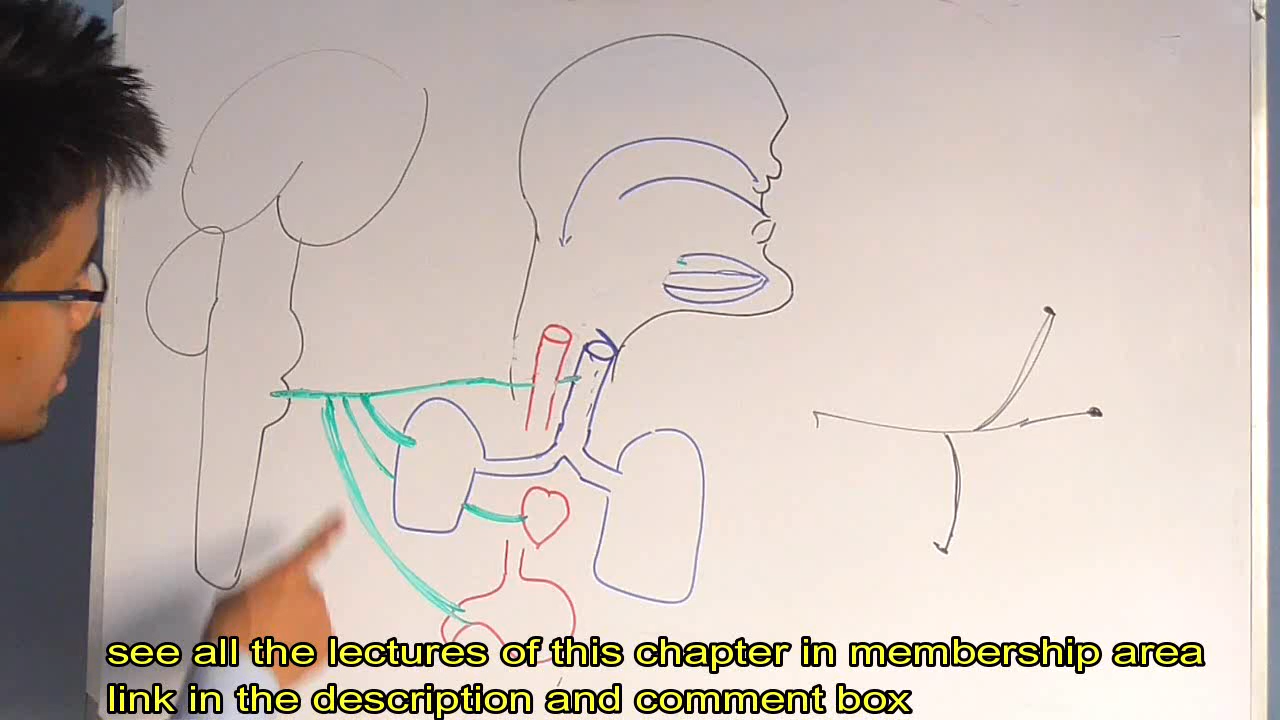 see all the lectures of this chapter in membership area
link in the description and comment box